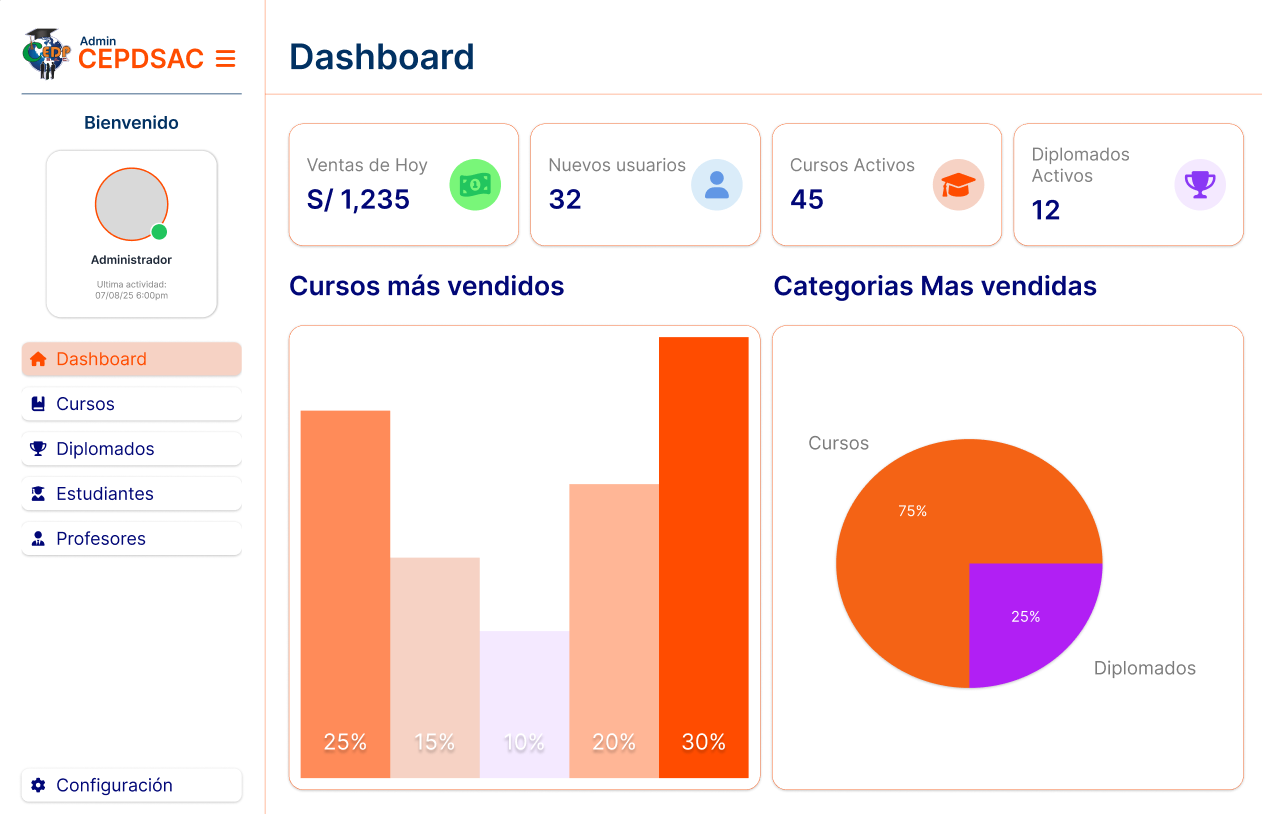 Admin
CEPDSAC
Bienvenido
Administrador
Ultima actividad:
07/08/25 6:00pm
Dashboard
Cursos
Diplomados
Estudiantes
Profesores
Configuración
Dashboard
Ventas de Hoy
S/ 1,235
Nuevos usuarios
32
Cursos Activos
45
Diplomados
Activos
12
Cursos más vendidos
25%
15%
10%
20%
30%
Categorias Mas vendidas
Cursos
75%
25%
Diplomados